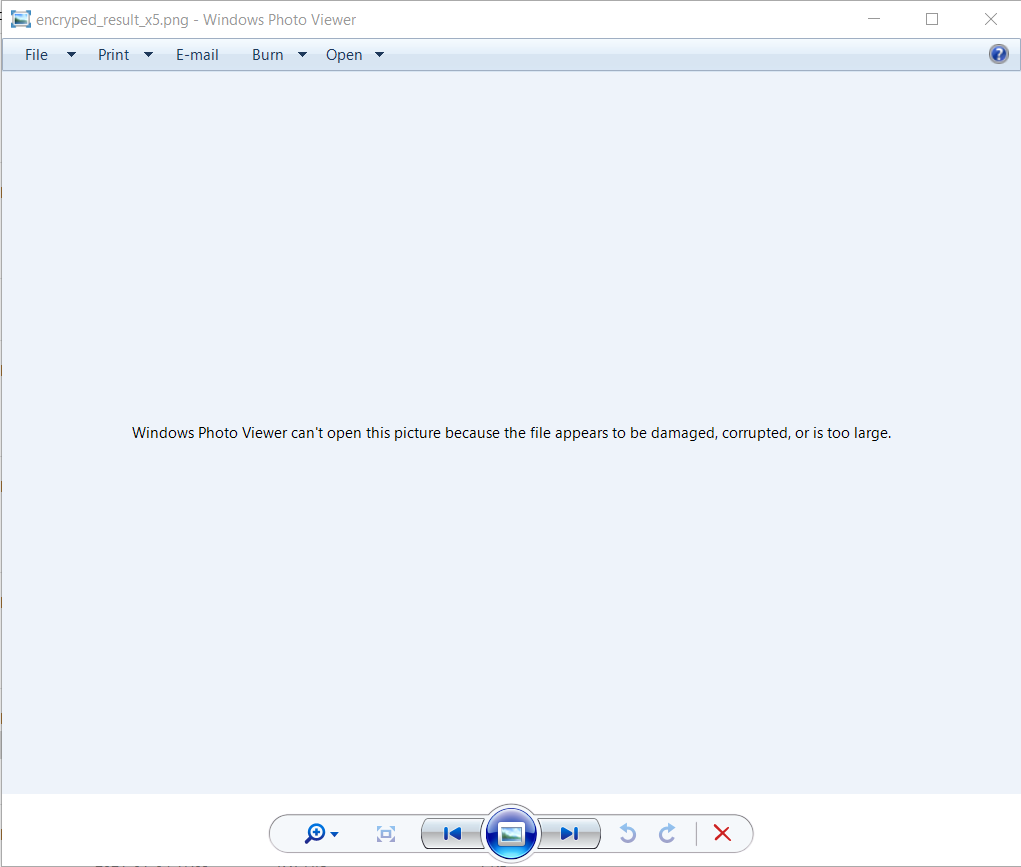 encryped_result_x5.png - Windows Photo Viewer
File Print E-mail Burn Open
Windows Photo Viewer can't open this picture because the file appears to be damaged, corrupted, or is too large.